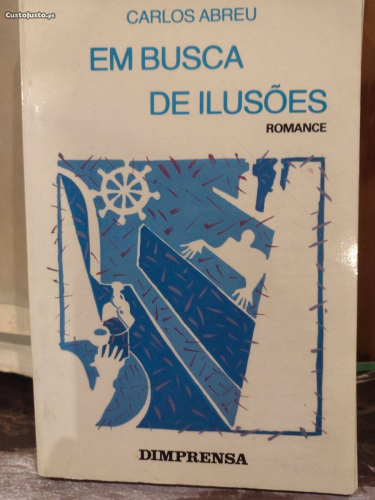 CustoJusto.pt
CARLOS ABREU
EM BUSCA
DE ILUSÕES
ROMANCE
DIMPRENSA